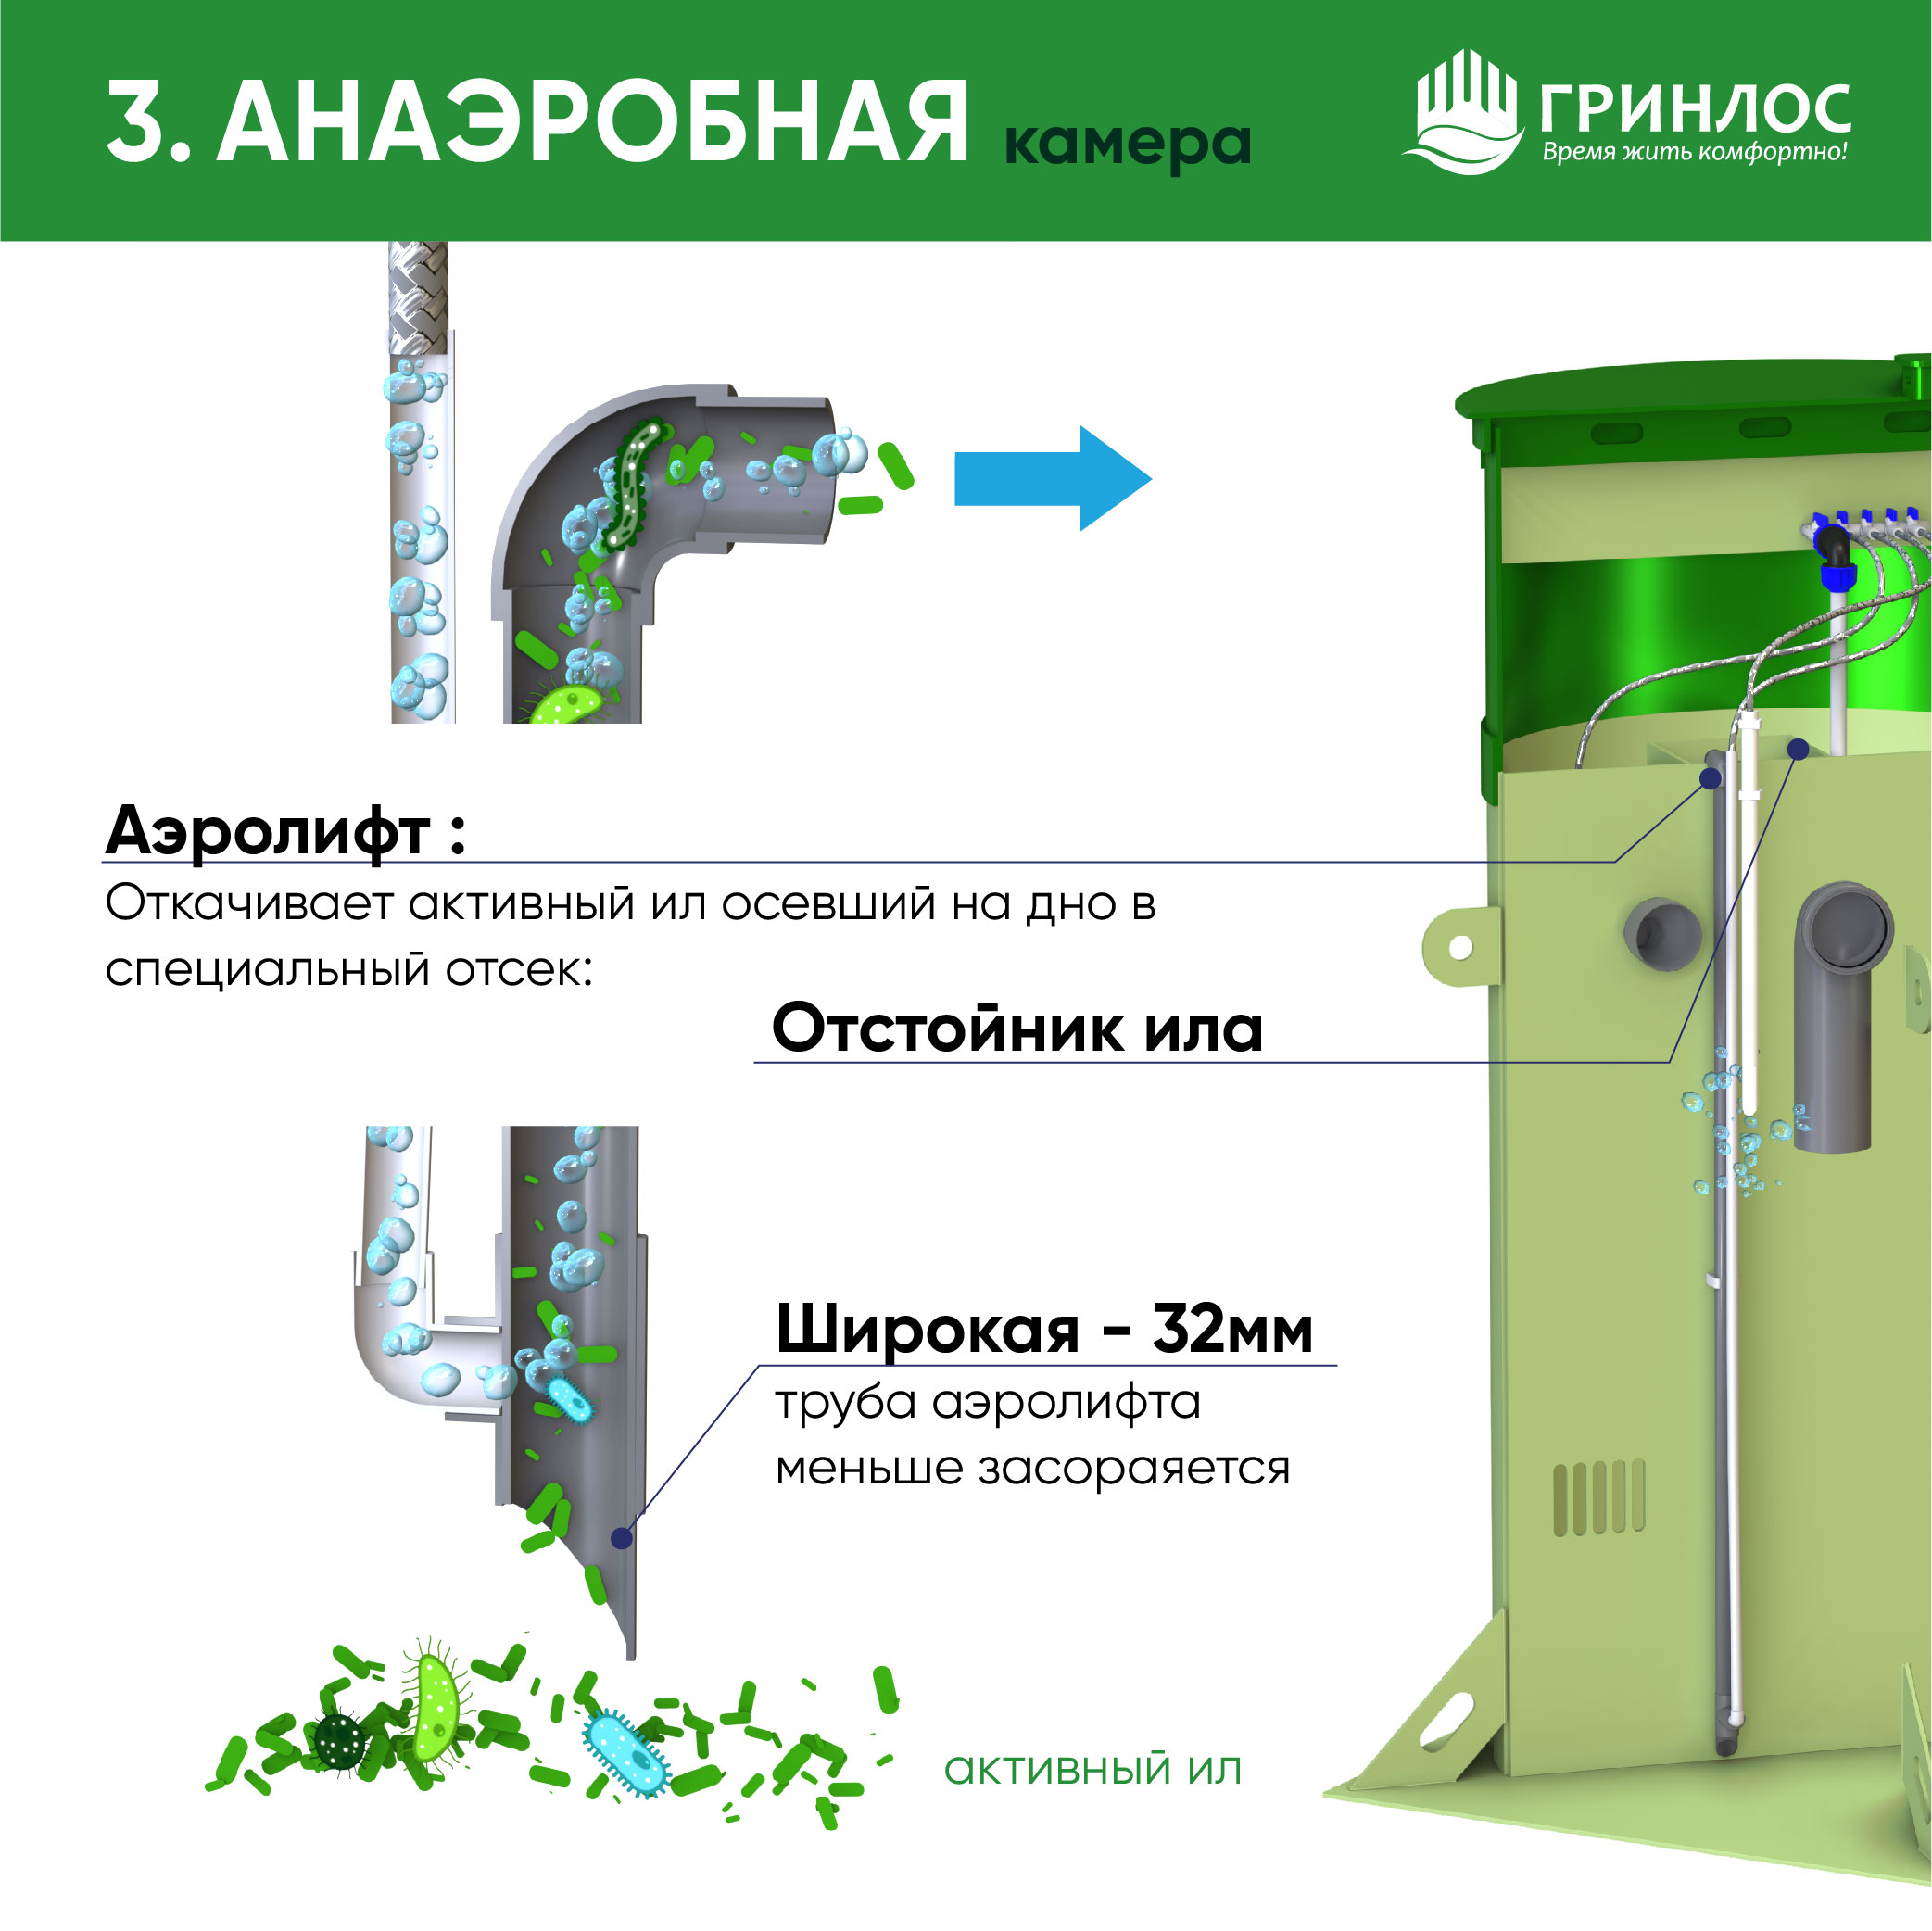 3. АНАЭРОБНАЯ камера
ГРИНЛОС
Время жить комфортно!
Аэролифт :
Откачивает активный ил осевший на дно в
специальный отсек:
Отстойник ила
Широкая - 32мм
труба аэролифта
меньше засораяется
активный ил